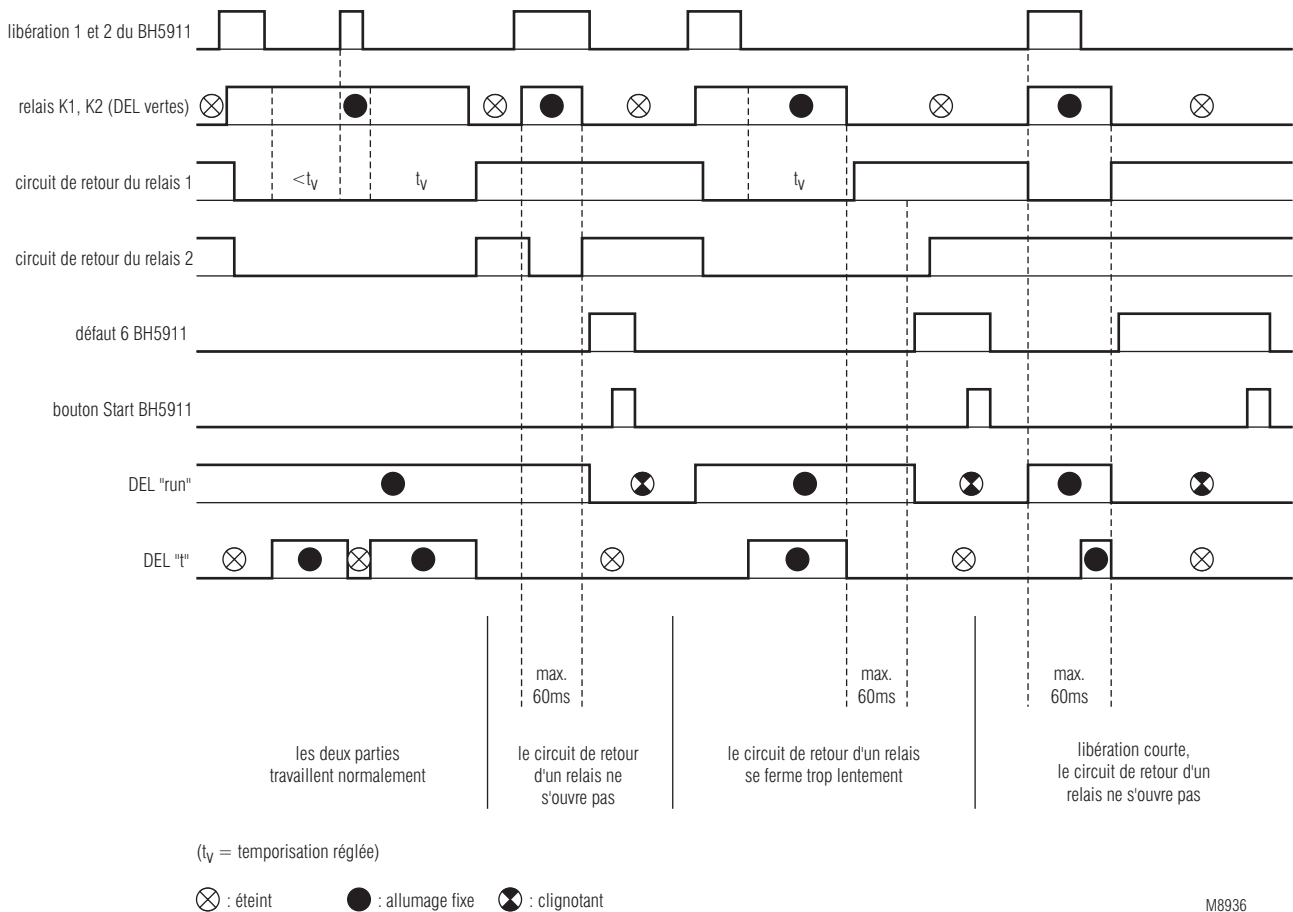 libération 1 et 2 du BH5911
relais K1, K2 (DEL vertes)
circuit de retour du relais 1
<tv
tv
tv
circuit de retour du relais 2
défaut 6 BH5911
bouton Start BH5911
DEL "run"
DEL "t"
max.
60ms
max.
60ms
max.
60ms
les deux parties
travaillent normalement
le circuit de retour
d'un relais ne
s'ouvre pas
le circuit de retour d'un relais
se ferme trop lentement
libération courte,
le circuit de retour d'un
relais ne s'ouvre pas
(tv = temporisation réglée)
: éteint
: allumage fixe
: clignotant
M8936